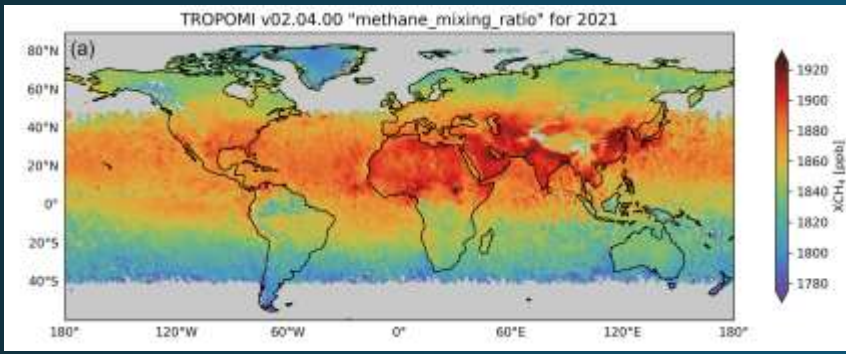 TROPOMI v02.04.00 "methane_mixing_ratio" for 2021
(a)
80°N
60°N
40°N
20°N
0°
20°S
40°S
180°
120°W
60°W
0°
60°E
120°E
180°
1920
1900
1880
1860
1840
1820
1800
1780
XCH₄ [ppb]